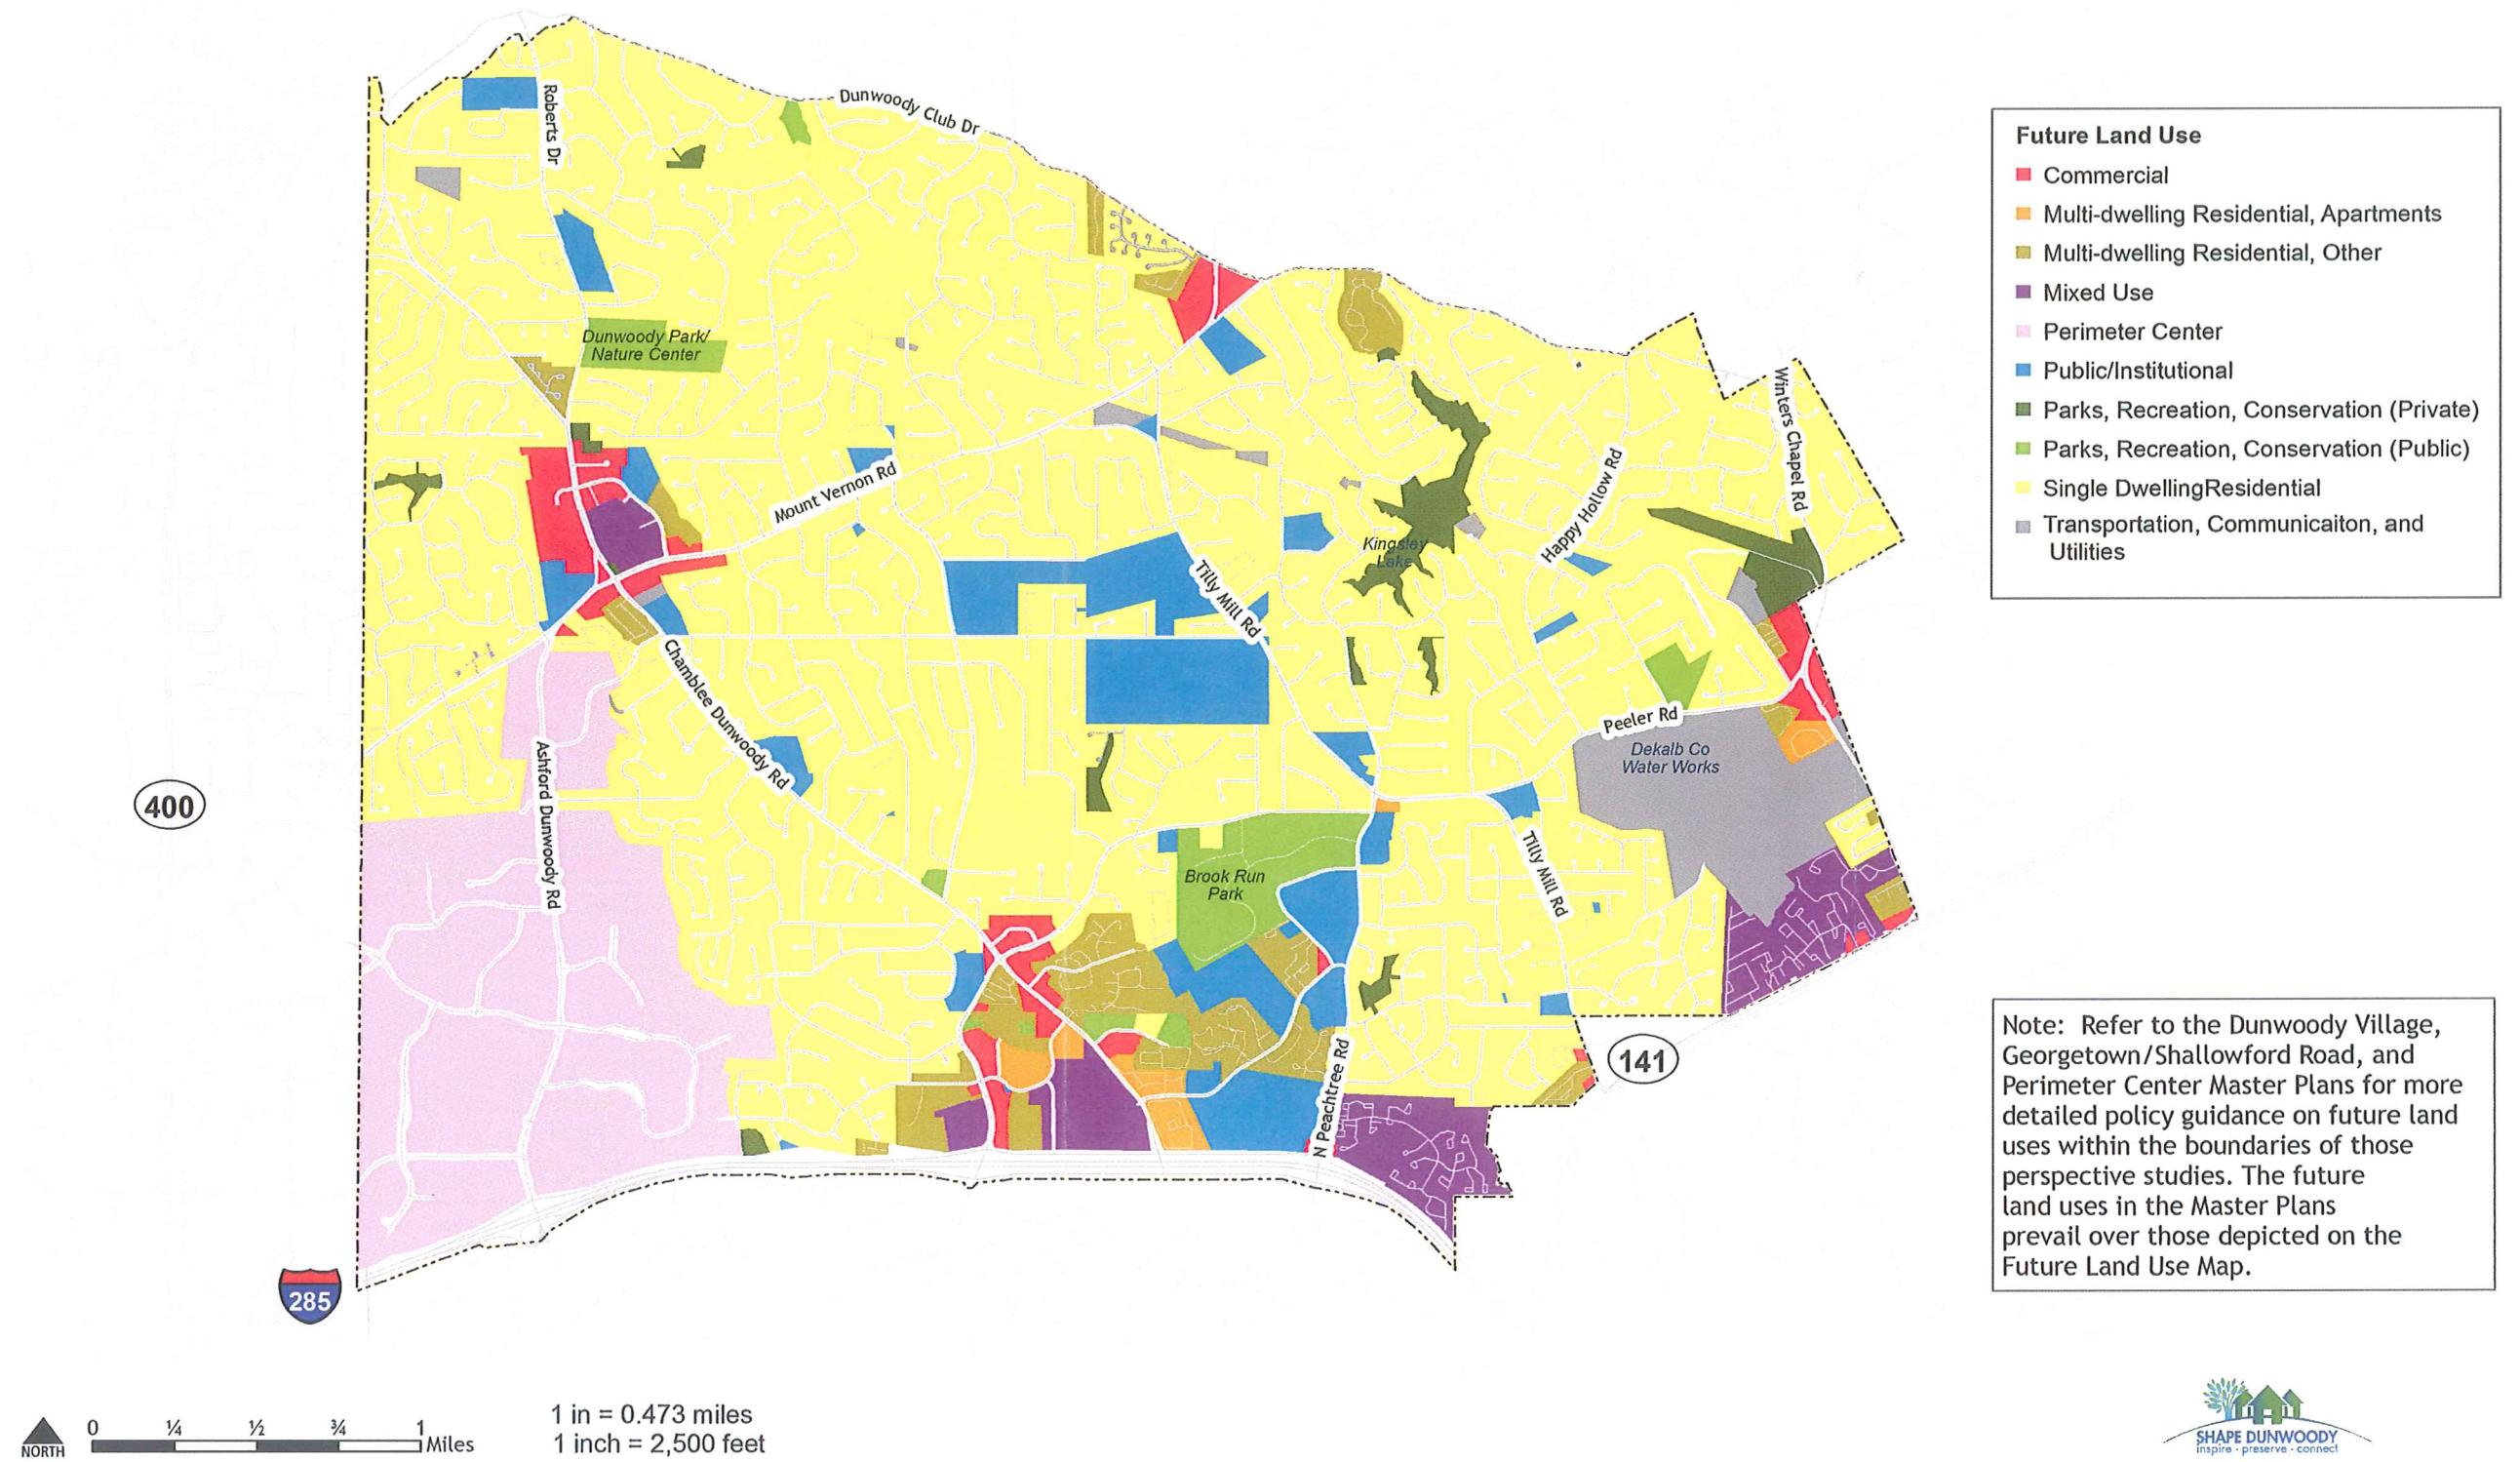 Dunwoody Club Dr
Roberts Dr
Dunwoody Park/
Nature Center
Winters Chapel Rd
Mount Vernon Rd
Happy Hollow Rd
Kingsley
Lake
Tilly Mill Rd
Chamblee Dunwoody Rd
Peeler Rd
Dekalb Co
Water Works
Ashford Dunwoody Rd
400
Brook Run
Park
Tilly Mill Rd
141
N Peachtree Rd
285
Future Land Use
Commercial
Multi-dwelling Residential, Apartments
Multi-dwelling Residential, Other
Mixed Use
Perimeter Center
Public/Institutional
Parks, Recreation, Conservation (Private)
Parks, Recreation, Conservation (Public)
Single DwellingResidential
Transportation, Communicaiton, and
Utilities
Note: Refer to the Dunwoody Village,
Georgetown/Shallowford Road, and
Perimeter Center Master Plans for more
detailed policy guidance on future land
uses within the boundaries of those
perspective studies. The future
land uses in the Master Plans
prevail over those depicted on the
Future Land Use Map.
NORTH
0 ¼ ½ ¾ 1
Miles
1 in = 0.473 miles
1 inch = 2,500 feet
SHAPE DUNWOODY
inspire · preserve · connect